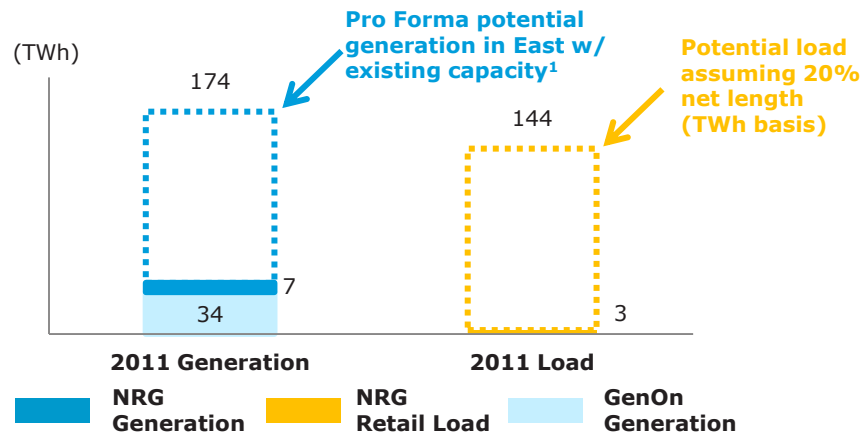 Pro Forma potential
generation in East w/
existing capacity1
(TWh)
Potential load
assuming 20%
net length
(TWh basis)
174
144
7
34
3
2011 Generation
2011 Load
NRG
Generation
NRG
Retail Load
GenOn
Generation